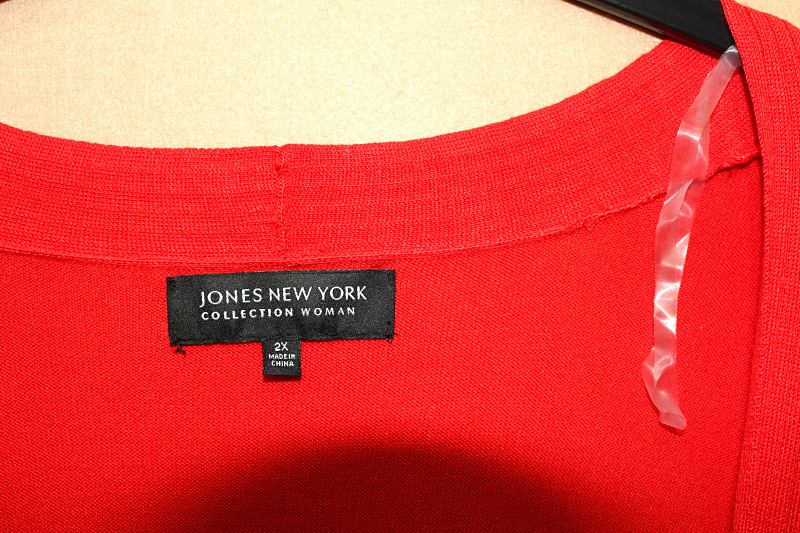 JONES NEW YORK
COLLECTION WOMAN
2X
MADE IN
CHINA